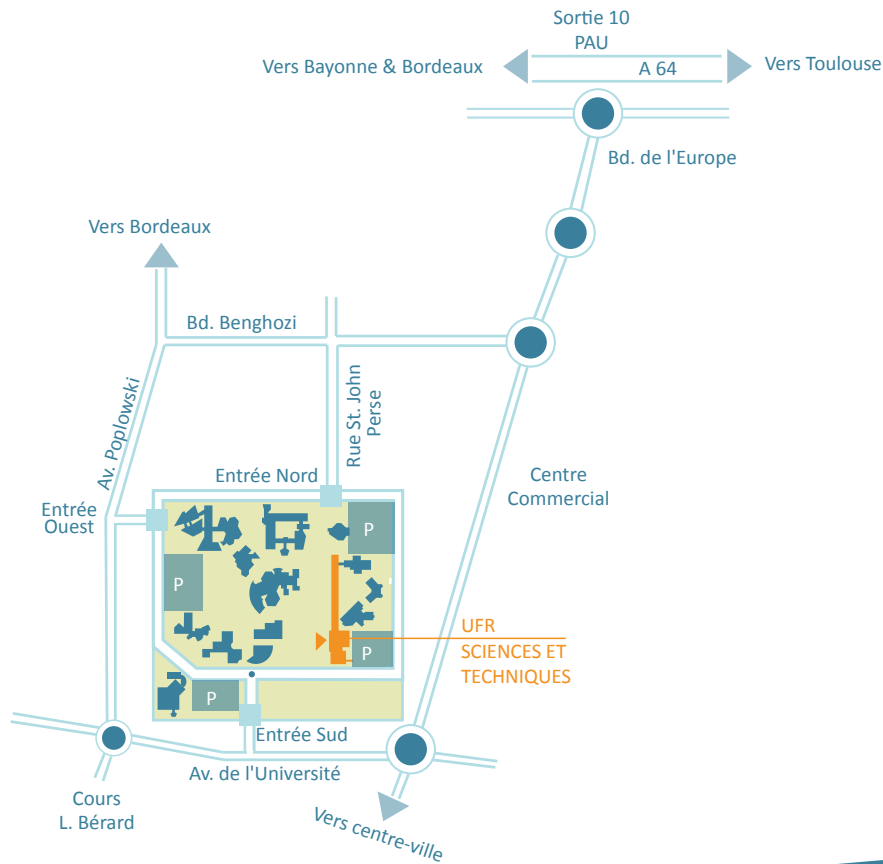 Sortie 10
PAU
Vers Bayonne & Bordeaux
A 64
Vers Toulouse
Bd. de l'Europe
Vers Bordeaux
Bd. Benghozi
Av. Poplowski
Rue St. John
Perse
Entrée Nord
Centre
Commercial
Entrée
Ouest
P
P
UFR
SCIENCES ET
TECHNIQUES
P
P
Entrée Sud
Av. de l'Université
Cours
L. Bérard
Vers centre-ville